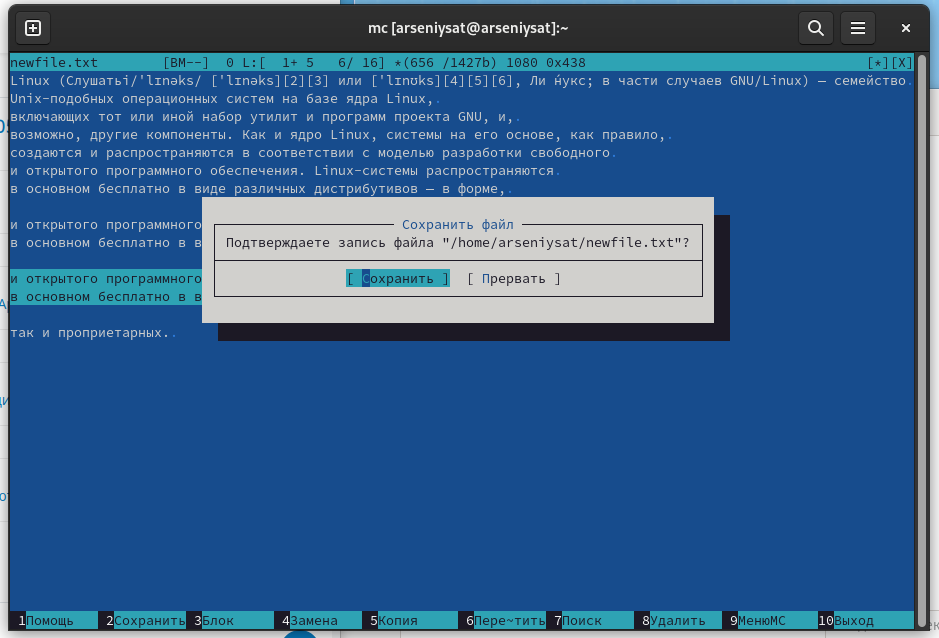 mc [arseniysat@arseniysat]:~
newfile.txt [BM--] 0 L:[ 1+ 5 6/ 16] *(656 /1427b) 1080 0x438 [*][X]
Linux (Слушатьi/ˈlɪnəks/ [ˈlɪnəks][2][3] или [ˈlɪnʊks][4][5][6], Ли́нукс; в части случаев GNU/Linux) — семейство.
Unix-подобных операционных систем на базе ядра Linux,.
включающих тот или иной набор утилит и программ проекта GNU, и,.
возможно, другие компоненты. Как и ядро Linux, системы на его основе, как правило,.
создаются и распространяются в соответствии с моделью разработки свободного.
и открытого программного обеспечения. Linux-системы распространяются.
в основном бесплатно в виде различных дистрибутивов — в форме,.
и открытого программного
в основном бесплатно в в
и открытого программного
в основном бесплатно в в
так и проприетарных..
Сохранить файл
Подтверждаете запись файла "/home/arseniysat/newfile.txt"?
[ Сохранить ] [ Прервать ]
1Помощь 2Сохранить 3Блок 4Замена 5Копия 6Пере~тить 7Поиск 8Удалить 9МенюMC 10Выход